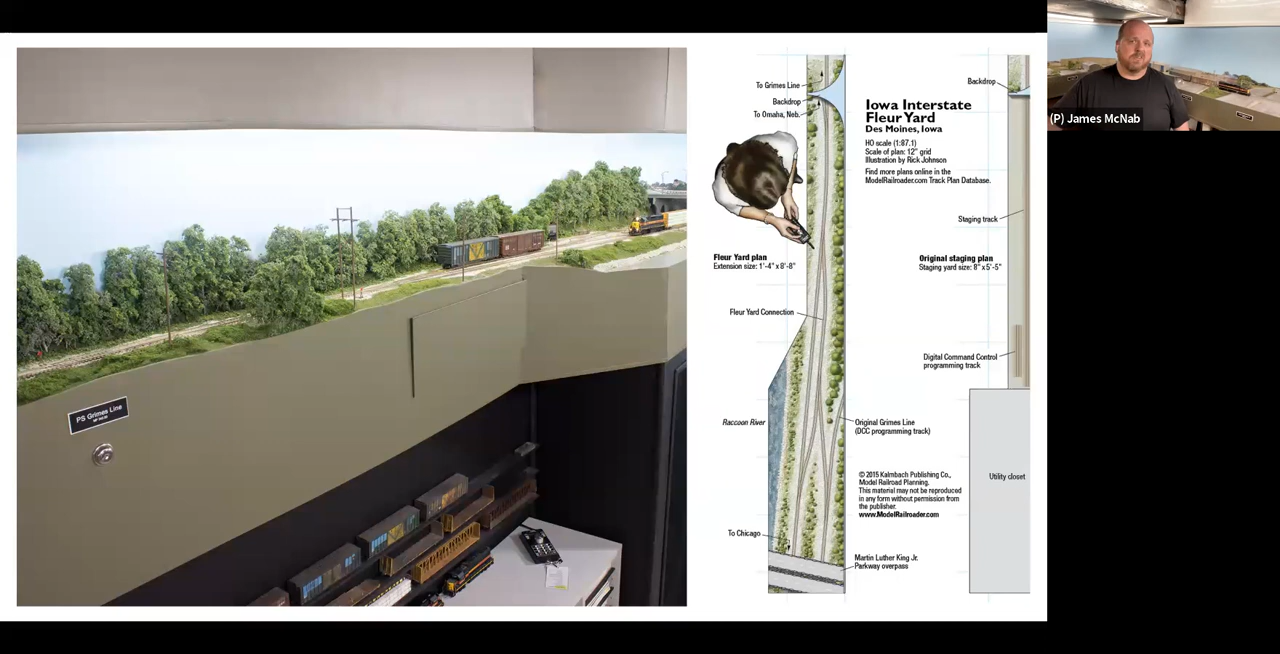 PS Grimes Line
To Grimes Line
Backdrop
To Omaha, Neb.
Iowa Interstate
Fleur Yard
Des Moines, Iowa
HO scale (1:87.1)
Scale of plan: 12" grid
Illustration by Rick Johnson
Find more plans online in the
ModelRailroader.com Track Plan Database.
Fleur Yard plan
Extension size: 1'-4" x 8'-8"
Fleur Yard Connection
Raccoon River
Original Grimes Line
(DCC programming track)
© 2015 Kalmbach Publishing Co.,
Model Railroad Planning.
This material may not be reproduced
in any form without permission from
the publisher.
www.ModelRailroader.com
To Chicago
Martin Luther King Jr.
Parkway overpass
Backdrop
Staging track
Original staging plan
Staging yard size: 8" x 5'-5"
Digital Command Control
programming track
Utility closet
(P) James McNab